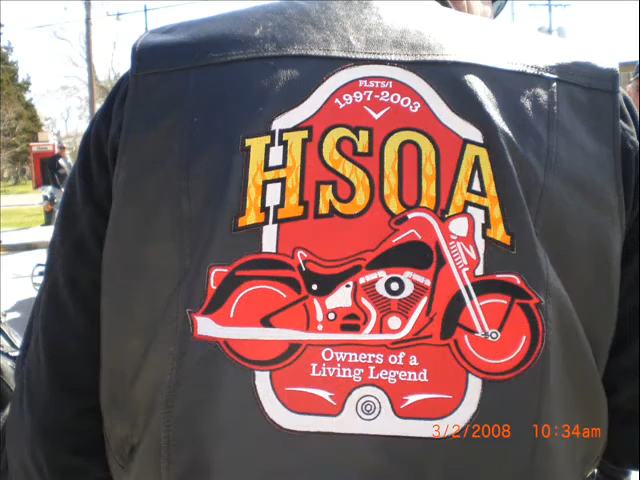 FLSTS/I
1997-2003
HSOA
Owners of a
Living Legend
3/2/2008 10:34am